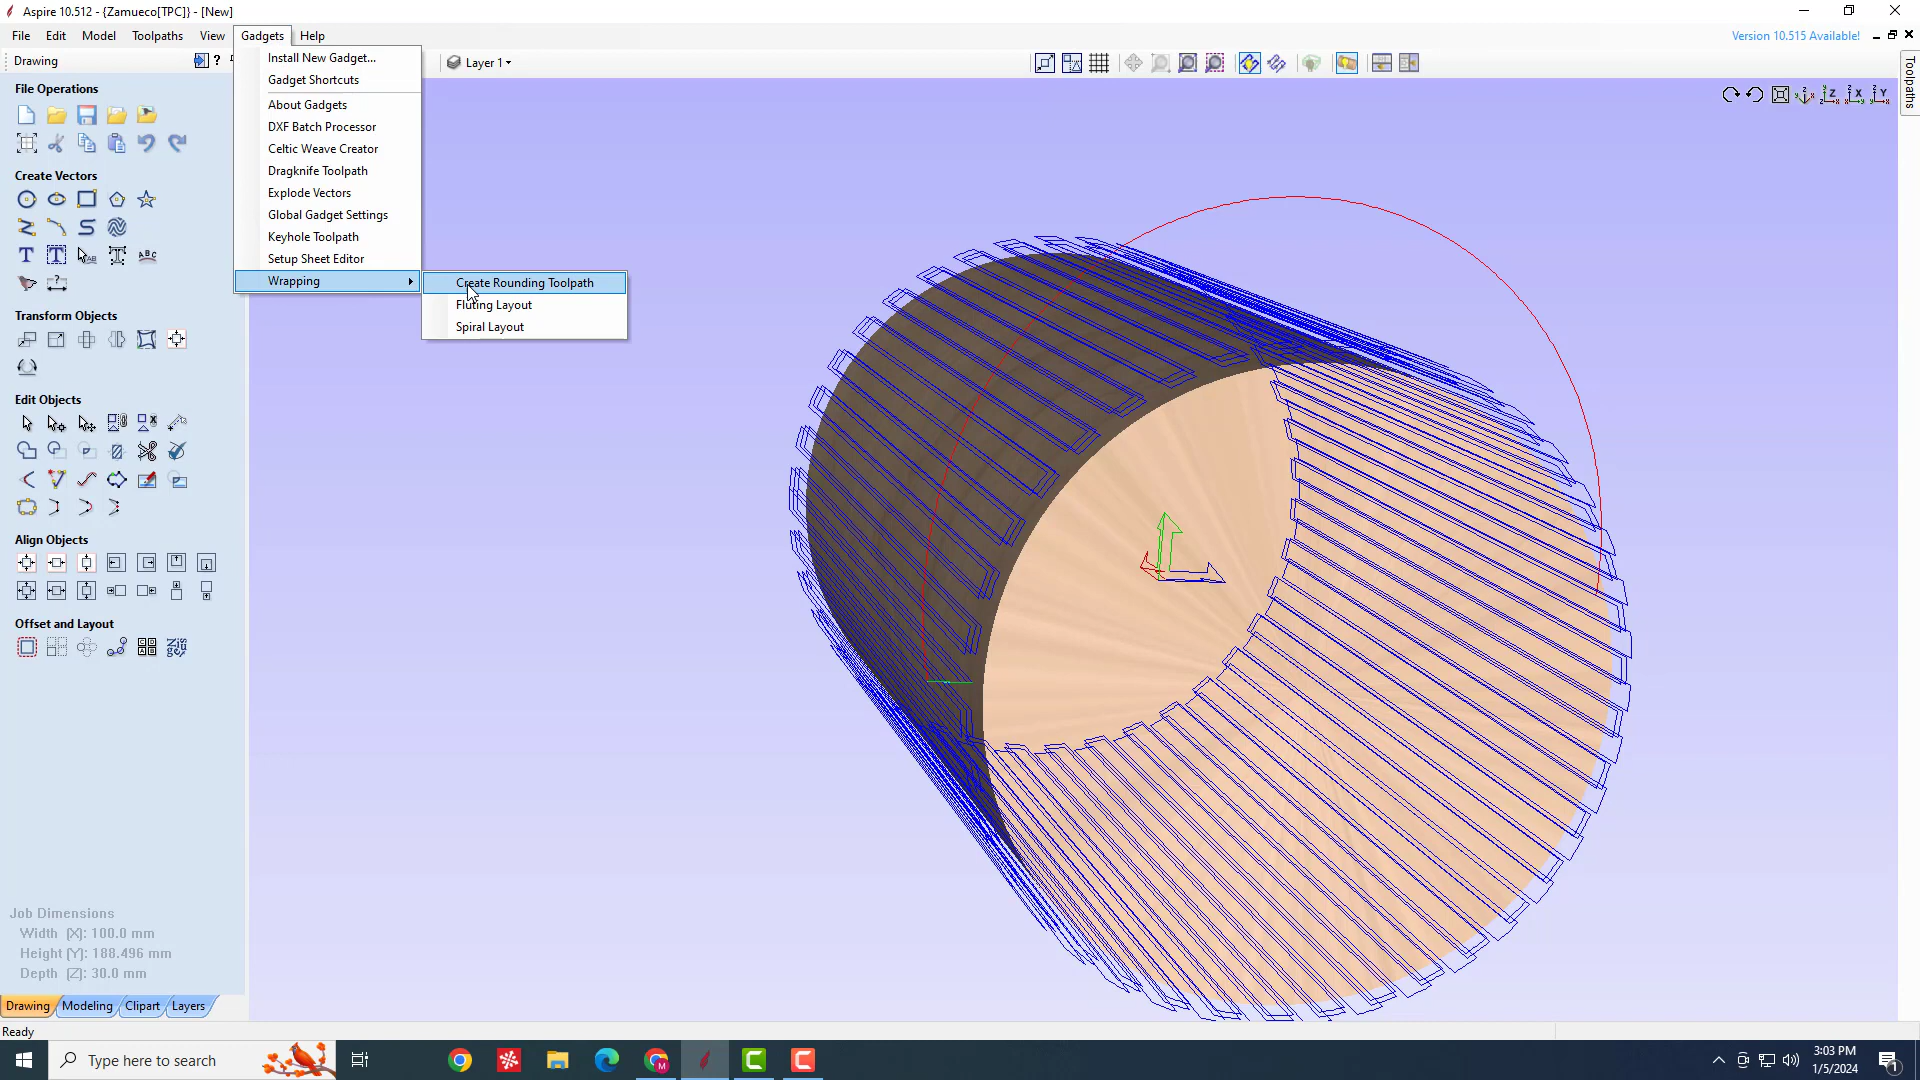 Aspire 10.512 - {Zamueco[TPC]} - [New]
File Edit Model Toolpaths View Gadgets Help
Version 10.515 Available!
Drawing
?
Layer 1
Toolpaths
File Operations
Create Vectors
Transform Objects
Edit Objects
Align Objects
Offset and Layout
Install New Gadget...
Gadget Shortcuts
About Gadgets
DXF Batch Processor
Celtic Weave Creator
Dragknife Toolpath
Explode Vectors
Global Gadget Settings
Keyhole Toolpath
Setup Sheet Editor
Wrapping
Create Rounding Toolpath
Fluting Layout
Spiral Layout
Job Dimensions
Width (X): 100.0 mm
Height (Y): 188.496 mm
Depth (Z): 30.0 mm
Drawing Modeling Clipart Layers
Ready
Type here to search
3:03 PM
1/5/2024